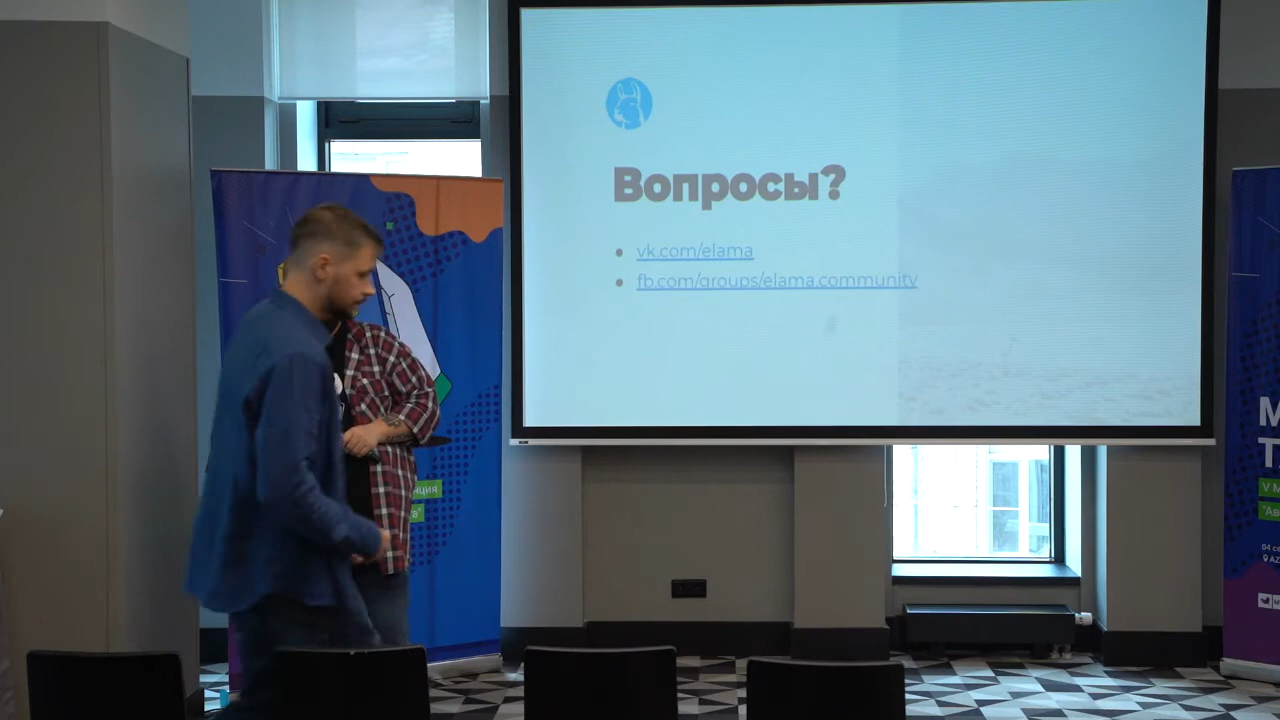 Вопросы?
vk.com/elama
fb.com/groups/elama.community